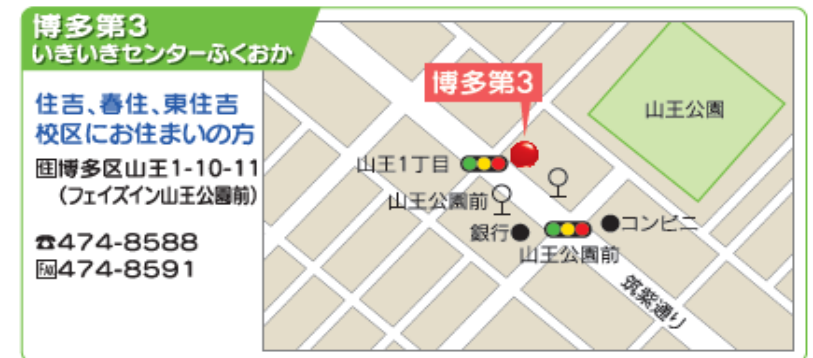 博多第3
いきいきセンターふくおか
住吉、春住、東住吉
校区にお住まいの方
住博多区山王1-10-11
(フェイズイン山王公園前)
☎474-8588
FAX474-8591
博多第3
山王公園
山王1丁目
山王公園前
銀行
コンビニ
山王公園前
筑紫通り